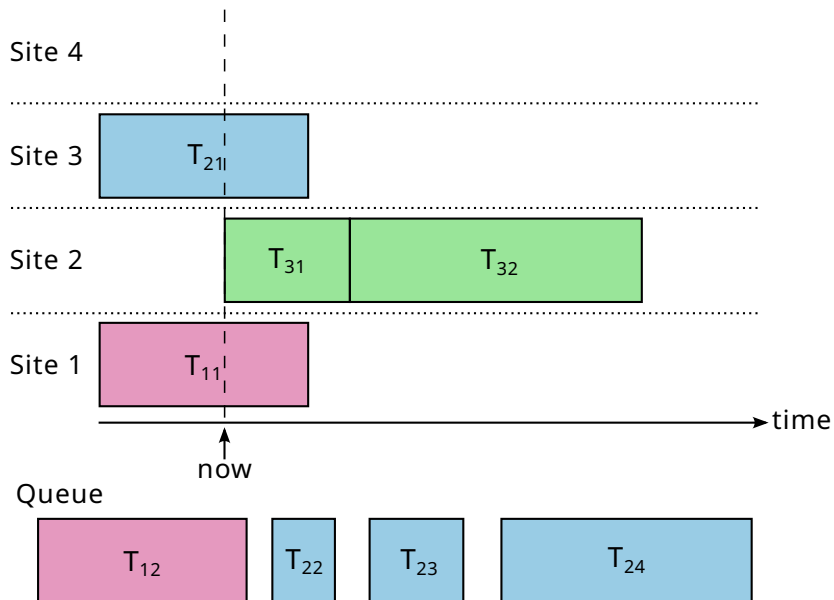 Site 4
Site 3
T₂₁
Site 2
T₃₁
T₃₂
Site 1
T₁₁
time
now
Queue
T₁₂
T₂₂
T₂₃
T₂₄